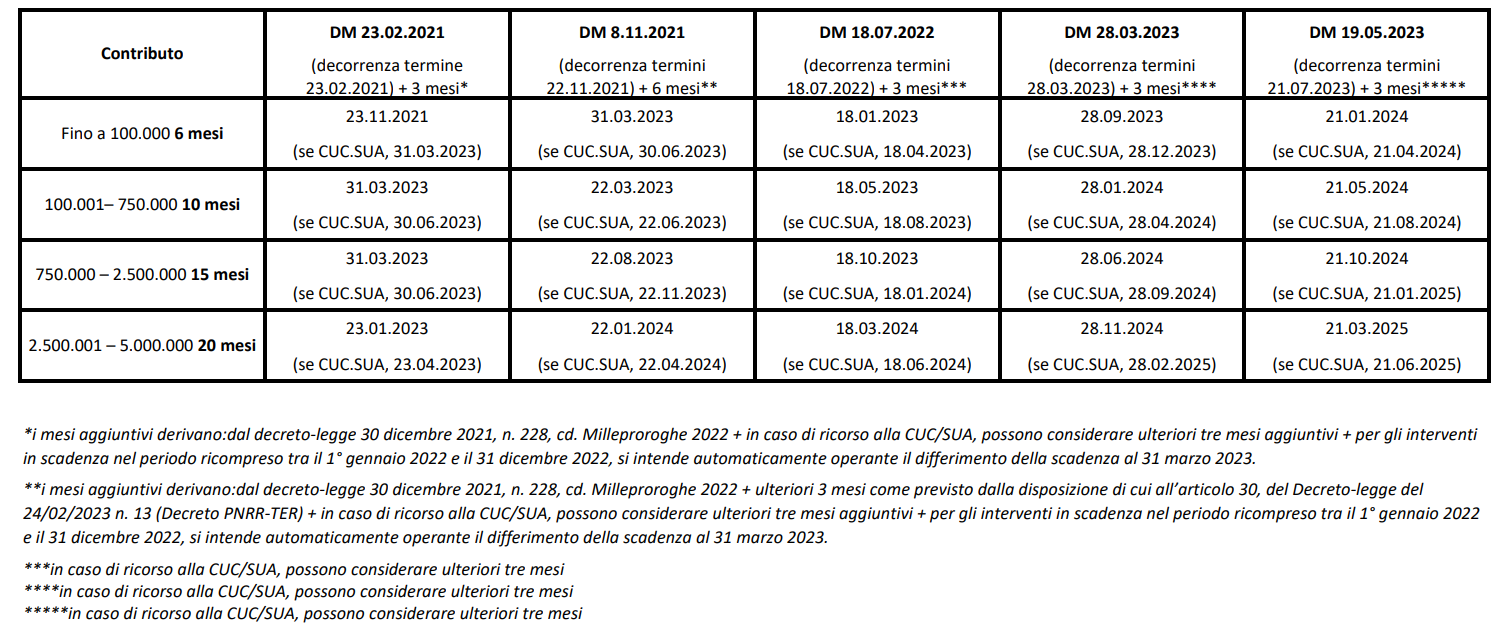 Contributo
DM 23.02.2021
(decorrenza termine
23.02.2021) + 3 mesi*
DM 8.11.2021
(decorrenza termini
22.11.2021) + 6 mesi**
DM 18.07.2022
(decorrenza termini
18.07.2022) + 3 mesi***
DM 28.03.2023
(decorrenza termini
28.03.2023) + 3 mesi****
DM 19.05.2023
(decorrenza termini
21.07.2023) + 3 mesi*****
Fino a 100.000 6 mesi
23.11.2021
(se CUC.SUA, 31.03.2023)
31.03.2023
(se CUC.SUA, 30.06.2023)
18.01.2023
(se CUC.SUA, 18.04.2023)
28.09.2023
(se CUC.SUA, 28.12.2023)
21.01.2024
(se CUC.SUA, 21.04.2024)
100.001– 750.000 10 mesi
31.03.2023
(se CUC.SUA, 30.06.2023)
22.03.2023
(se CUC.SUA, 22.06.2023)
18.05.2023
(se CUC.SUA, 18.08.2023)
28.01.2024
(se CUC.SUA, 28.04.2024)
21.05.2024
(se CUC.SUA, 21.08.2024)
750.000 – 2.500.000 15 mesi
31.03.2023
(se CUC.SUA, 30.06.2023)
22.08.2023
(se CUC.SUA, 22.11.2023)
18.10.2023
(se CUC.SUA, 18.01.2024)
28.06.2024
(se CUC.SUA, 28.09.2024)
21.10.2024
(se CUC.SUA, 21.01.2025)
2.500.001 – 5.000.000 20 mesi
23.01.2023
(se CUC.SUA, 23.04.2023)
22.01.2024
(se CUC.SUA, 22.04.2024)
18.03.2024
(se CUC.SUA, 18.06.2024)
28.11.2024
(se CUC.SUA, 28.02.2025)
21.03.2025
(se CUC.SUA, 21.06.2025)
*i mesi aggiuntivi derivano:dal decreto-legge 30 dicembre 2021, n. 228, cd. Milleproroghe 2022 + in caso di ricorso alla CUC/SUA, possono considerare ulteriori tre mesi aggiuntivi + per gli interventi
in scadenza nel periodo ricompreso tra il 1° gennaio 2022 e il 31 dicembre 2022, si intende automaticamente operante il differimento della scadenza al 31 marzo 2023.
**i mesi aggiuntivi derivano:dal decreto-legge 30 dicembre 2021, n. 228, cd. Milleproroghe 2022 + ulteriori 3 mesi come previsto dalla disposizione di cui all’articolo 30, del Decreto-legge del
24/02/2023 n. 13 (Decreto PNRR-TER) + in caso di ricorso alla CUC/SUA, possono considerare ulteriori tre mesi aggiuntivi + per gli interventi in scadenza nel periodo ricompreso tra il 1° gennaio 2022
e il 31 dicembre 2022, si intende automaticamente operante il differimento della scadenza al 31 marzo 2023.
***in caso di ricorso alla CUC/SUA, possono considerare ulteriori tre mesi
****in caso di ricorso alla CUC/SUA, possono considerare ulteriori tre mesi
*****in caso di ricorso alla CUC/SUA, possono considerare ulteriori tre mesi